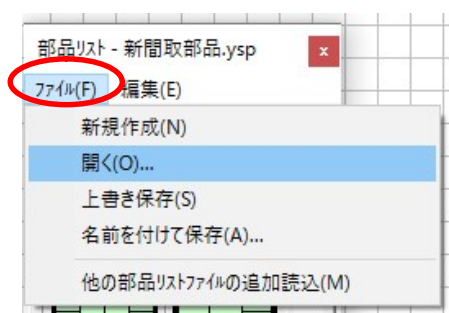 部品リスト - 新間取部品.ysp x
ファイル(F) 編集(E)
新規作成(N)
開く(O)...
上書き保存(S)
名前を付けて保存(A)...
他の部品リストファイルの追加読込(M)